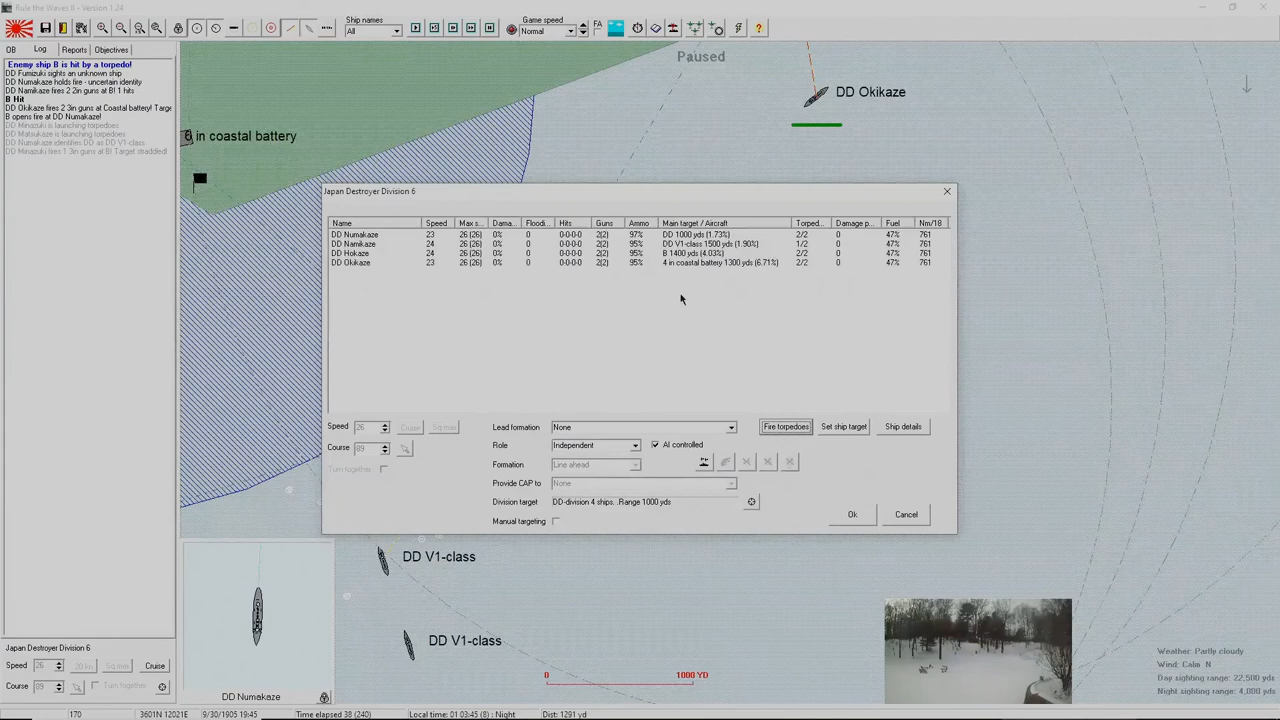 Rule the Waves II - Version 1.24
Ship names
All
Game speed
Normal
FA
OB
Log
Reports
Objectives
Enemy ship B is hit by a torpedo!
DD Fumizuki sights an unknown ship
DD Numakaze holds fire - uncertain identity
DD Namikaze fires 2 2in guns at B! 1 hits
B Hit
DD Okikaze fires 2 3in guns at Coastal battery! Targe
B opens fire at DD Numakaze!
DD Minazuki is launching torpedoes
DD Matsukaze is launching torpedoes
DD Numakaze identifies DD as DD V1-class
DD Minazuki fires 1 3in guns at B! Target straddled!
Paused
DD Okikaze
6 in coastal battery
Japan Destroyer Division 6
Name Speed Max s... Dama... Floodi... Hits Guns Ammo Main target / Aircraft Torped... Damage p... Fuel Nm/18
DD Numakaze 23 26 (26) 0% 0 0-0-0-0 2(2) 97% DD 1000 yds (1.73%) 2/2 0 47% 761
DD Namikaze 24 26 (26) 0% 0 0-0-0-0 2(2) 95% DD V1-class 1500 yds (1.90%) 1/2 0 47% 761
DD Hokaze 24 26 (26) 0% 0 0-0-0-0 2(2) 95% B 1400 yds (4.03%) 2/2 0 47% 761
DD Okikaze 23 26 (26) 0% 0 0-0-0-0 2(2) 95% 4 in coastal battery 1300 yds (6.71%) 2/2 0 47% 761
Speed 26 Cruise Sq max
Course 89
Turn together
Lead formation None
Fire torpedoes
Set ship target
Ship details
Role Independent
AI controlled
Formation Line ahead
Provide CAP to None
Division target DD-division 4 ships. .Range 1000 yds
Manual targeting
Ok
Cancel
DD V1-class
DD V1-class
DD Numakaze
0 1000 YD
Japan Destroyer Division 6
Speed 26 20 kn Sq max Cruise
Course 89 Turn together
Weather: Partly cloudy
Wind: Calm N
Day sighting range: 22,500 yds
Night sighting range: 4,000 yds
170
3601N 12021E
9/30/1905 19:45
Time elapsed 38 (240)
Local time: 01:03:45 (8) : Night
Dist: 1291 yd